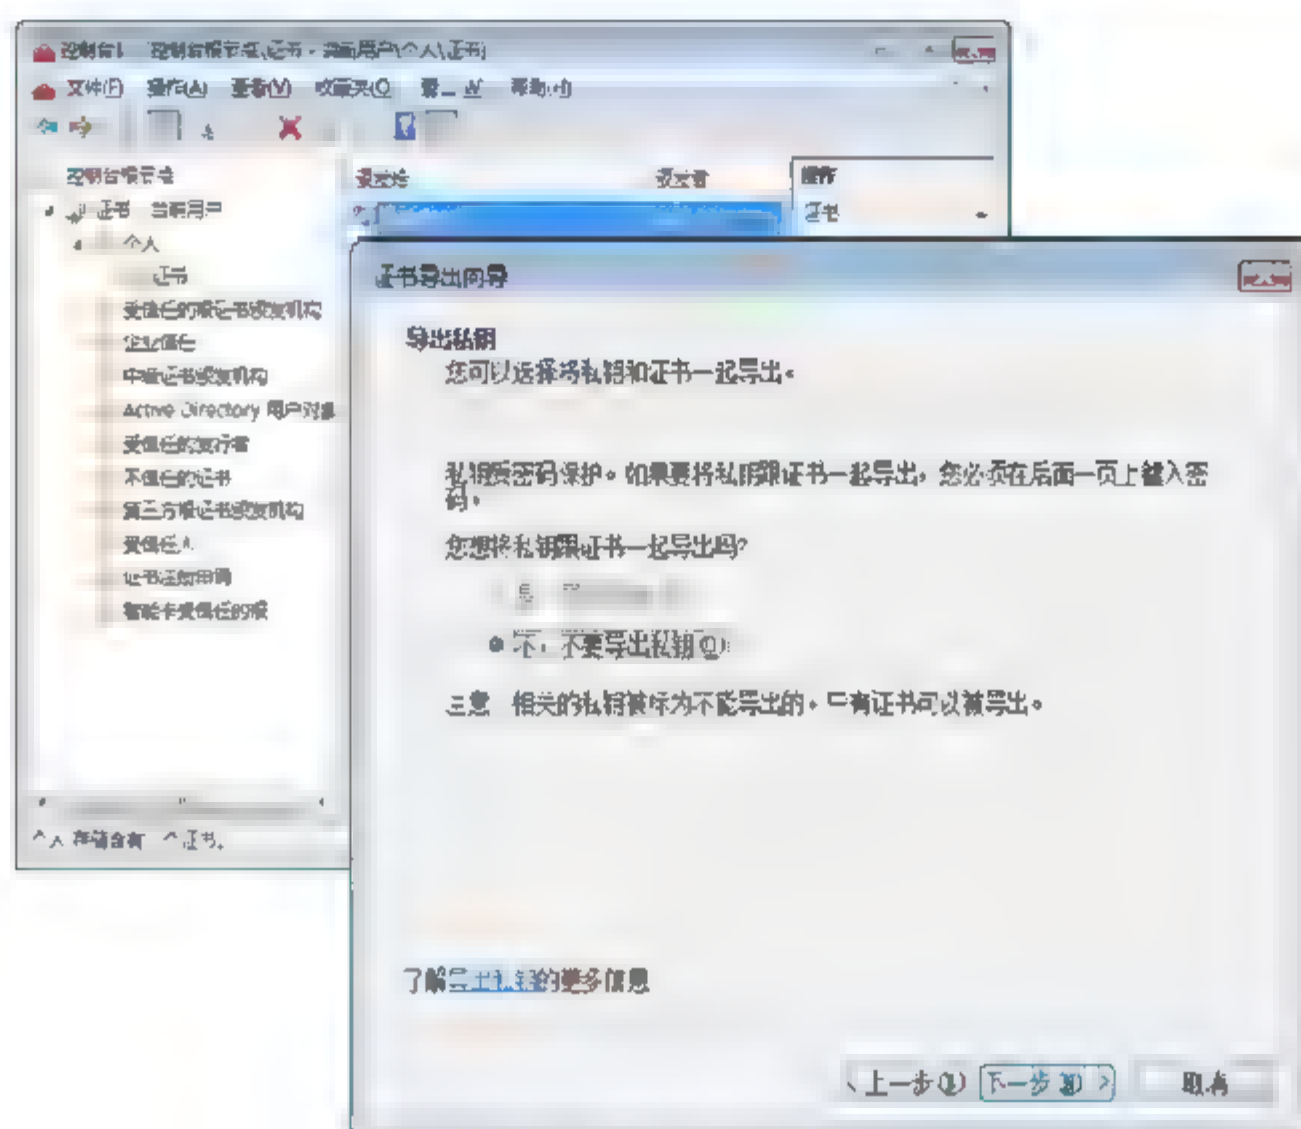 控制台1 - [控制台根节点\证书 - 当前用户\个人\证书]
文件(F) 操作(A) 查看(V) 收藏夹(O) 帮助(H)
控制台根节点
颁发给 颁发者 操作
证书 - 当前用户
证书
个人
证书
受信任的根证书颁发机构
企业信任
中级证书颁发机构
Active Directory 用户对象
受信任的发行者
不信任的证书
第三方根证书颁发机构
受信任人
证书注册申请
智能卡受信任的根
个人 存储含有 个证书。
证书导出向导
导出私钥
您可以选择将私钥和证书一起导出。
私钥受密码保护。如果要将私钥跟证书一起导出，您必须在后面一页上键入密
码。
您想将私钥跟证书一起导出吗?
是
不，不要导出私钥(O)
注意: 相关的私钥被标为不能导出的。只有证书可以被导出。
了解导出私钥的更多信息
< 上一步(B) 下一步(N) > 取消